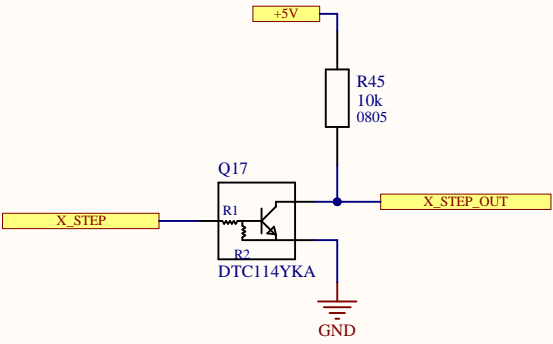 +5V
R45
10k
0805
Q17
R1
X_STEP
X_STEP_OUT
R2
DTC114YKA
GND